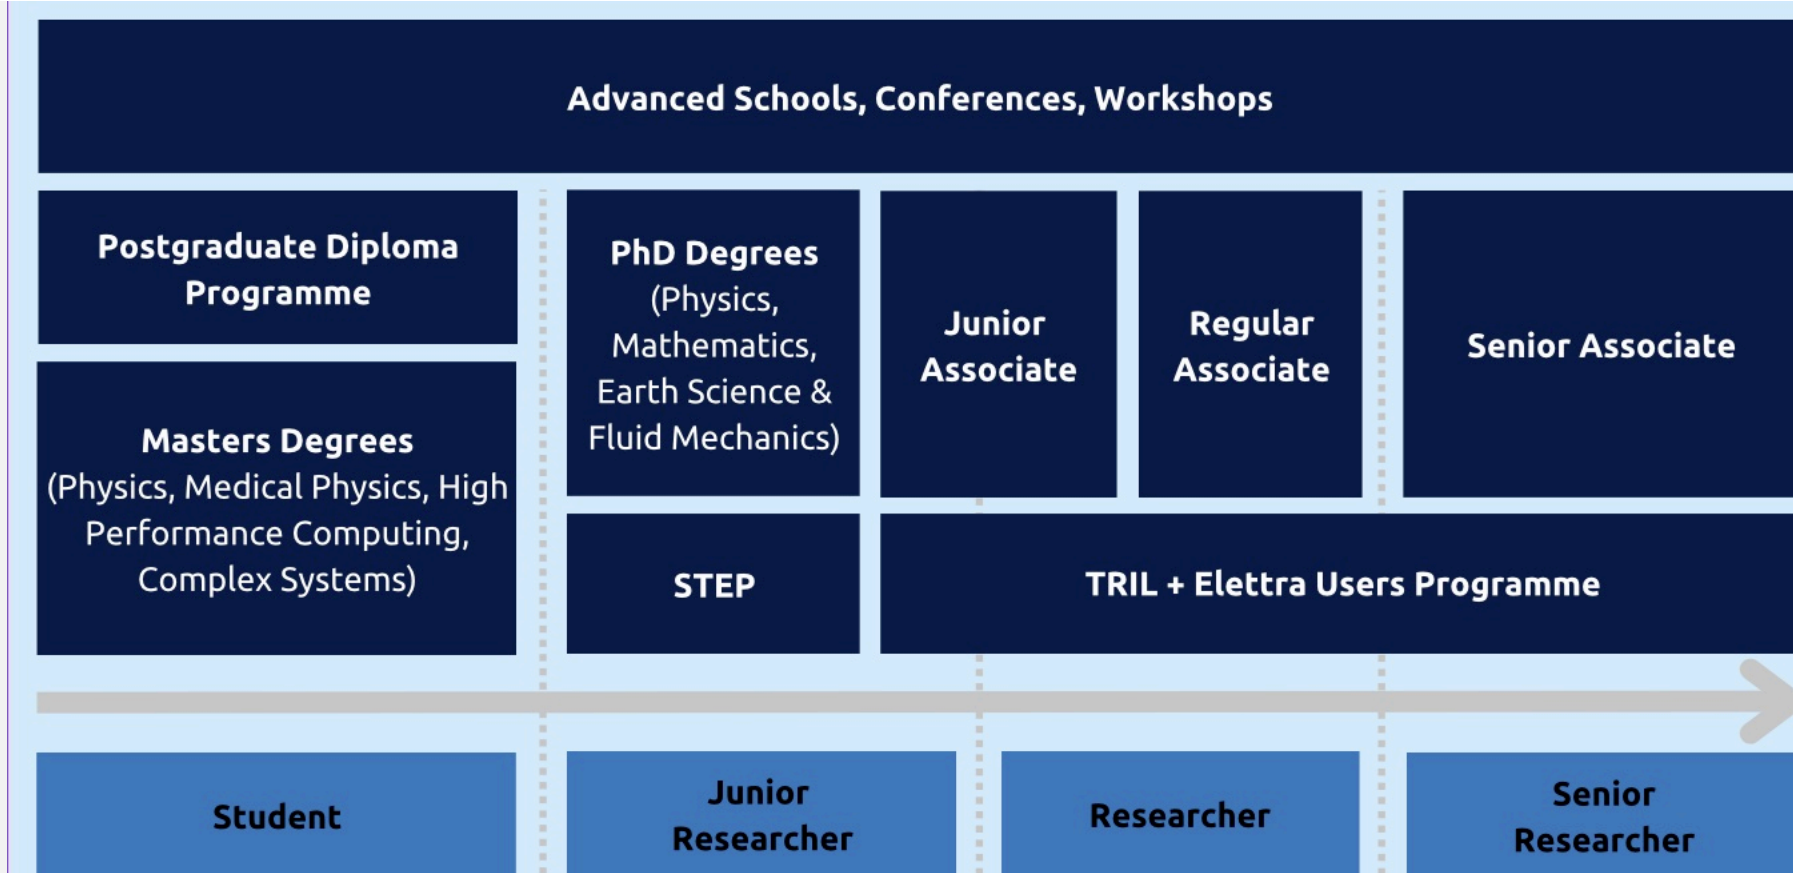 Advanced Schools, Conferences, Workshops
Postgraduate Diploma
Programme
Masters Degrees
(Physics, Medical Physics, High
Performance Computing,
Complex Systems)
PhD Degrees
(Physics,
Mathematics,
Earth Science &
Fluid Mechanics)
STEP
Junior
Associate
Regular
Associate
Senior Associate
TRIL + Elettra Users Programme
Student
Junior
Researcher
Researcher
Senior
Researcher